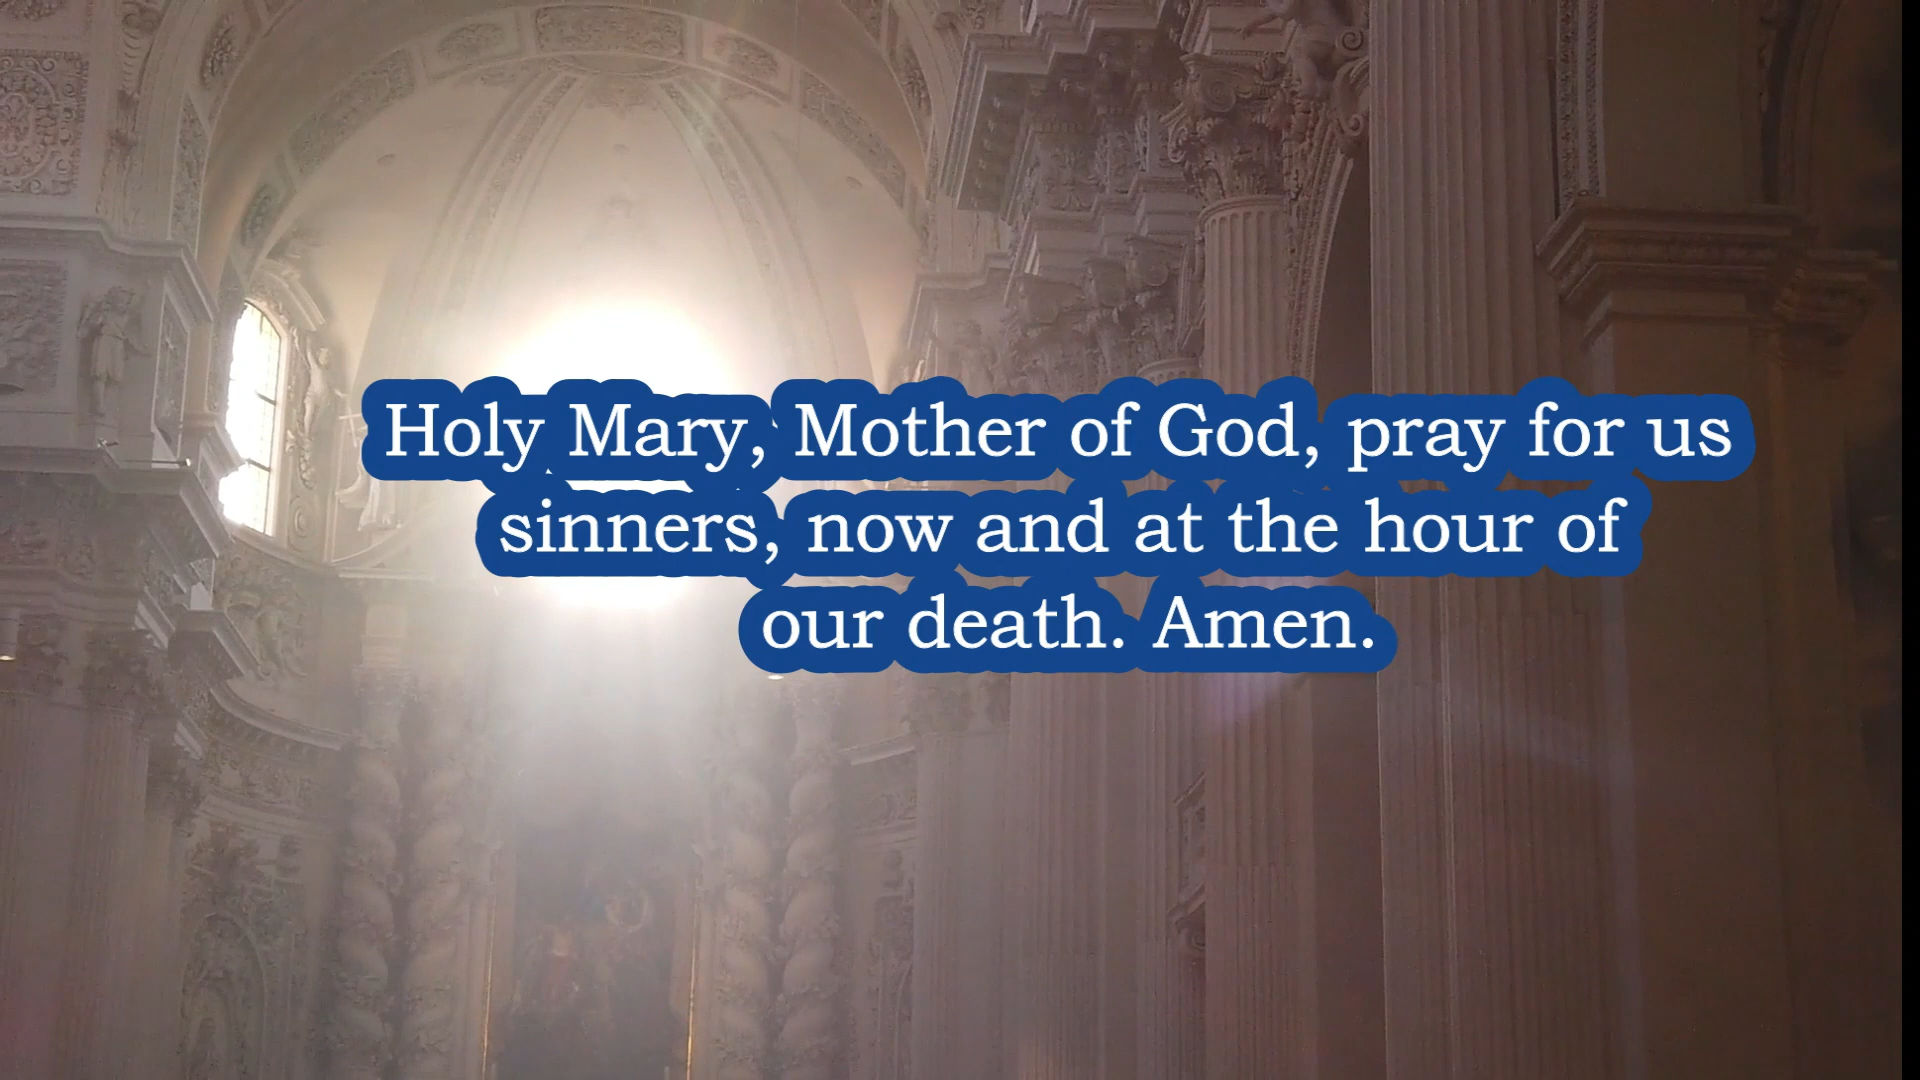 Holy Mary, Mother of God, pray for us
sinners, now and at the hour of
our death. Amen.